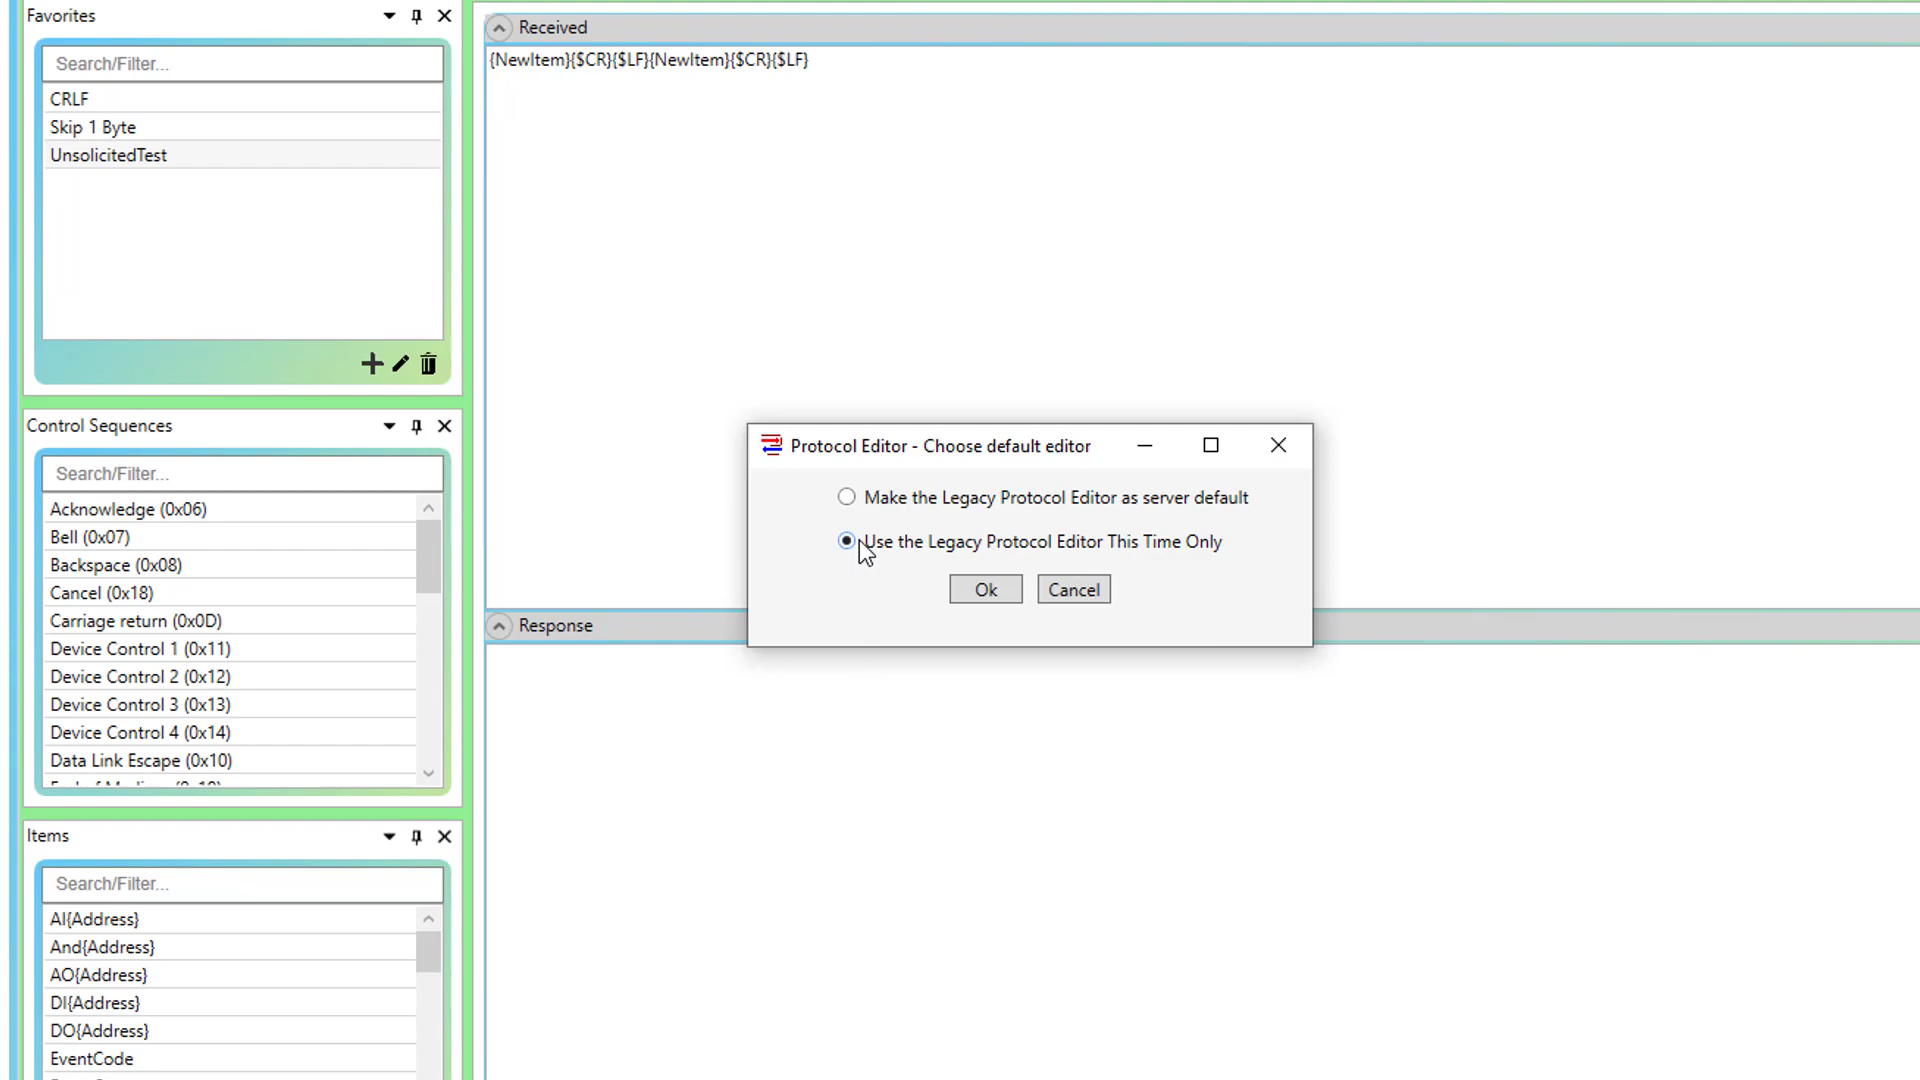 Favorites
Search/Filter...
CRLF
Skip 1 Byte
UnsolicitedTest
Control Sequences
Search/Filter...
Acknowledge (0x06)
Bell (0x07)
Backspace (0x08)
Cancel (0x18)
Carriage return (0x0D)
Device Control 1 (0x11)
Device Control 2 (0x12)
Device Control 3 (0x13)
Device Control 4 (0x14)
Data Link Escape (0x10)
Items
Search/Filter...
AI{Address}
And{Address}
AO{Address}
DI{Address}
DO{Address}
EventCode
Received
{NewItem}{$CR}{$LF}{NewItem}{$CR}{$LF}
Protocol Editor - Choose default editor
Make the Legacy Protocol Editor as server default
Use the Legacy Protocol Editor This Time Only
Ok
Cancel
Response